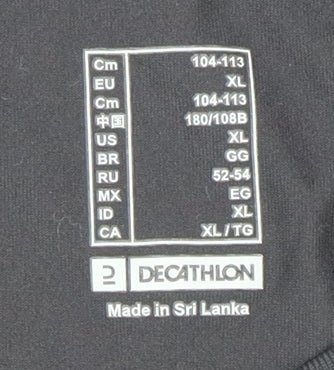 Cm 104-113
EU XL
Cm 104-113
中国 180/108B
US XL
BR GG
RU 52-54
MX EG
ID XL
CA XL / TG
DECATHLON
Made in Sri Lanka